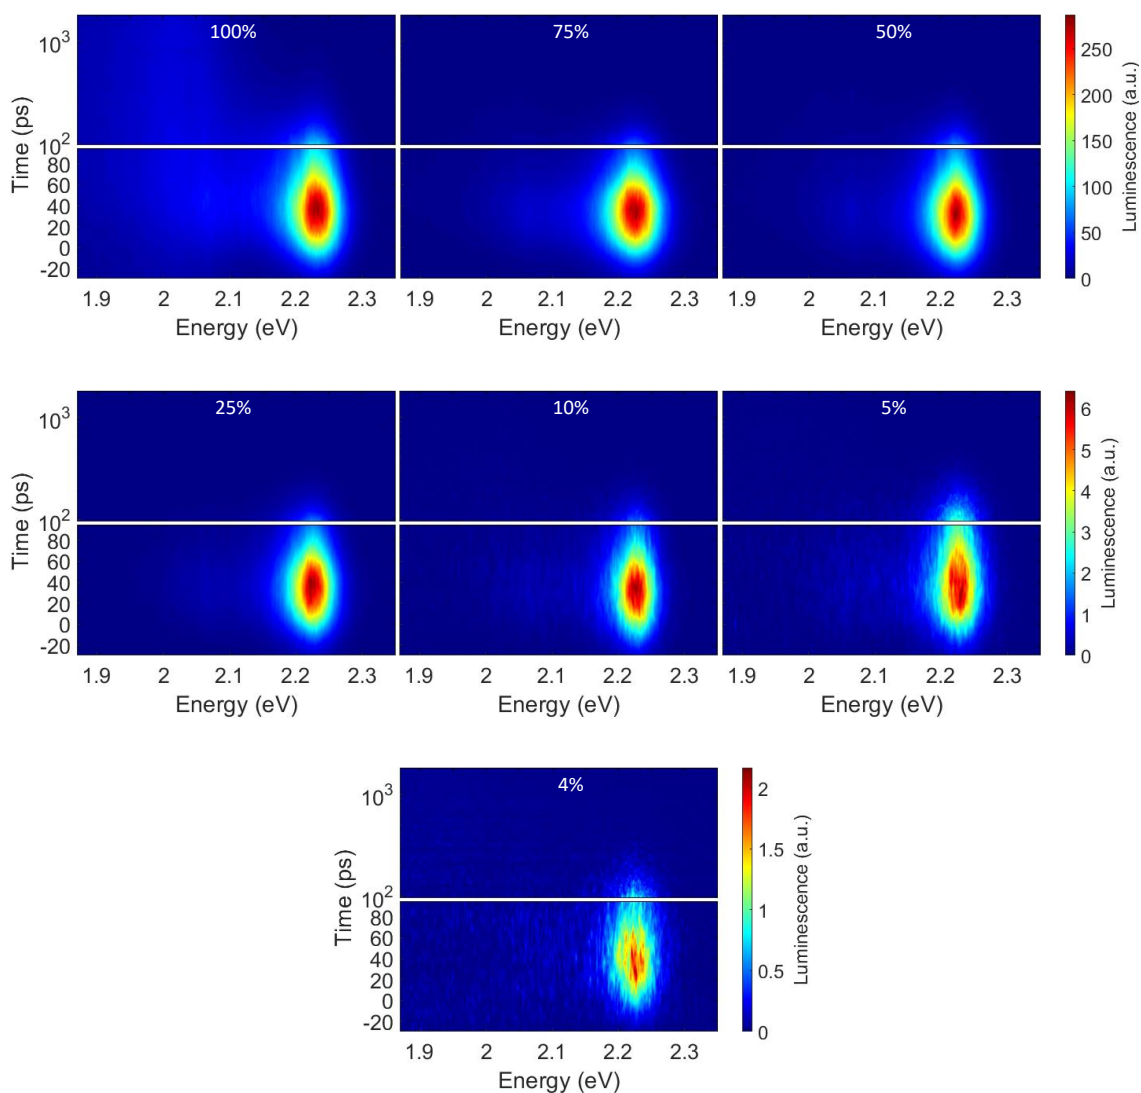 100%
75%
50%
10³
10²
80
60
40
20
0
-20
Time (ps)
1.9 2 2.1 2.2 2.3
1.9 2 2.1 2.2 2.3
1.9 2 2.1 2.2 2.3
Energy (eV)
Energy (eV)
Energy (eV)
250
200
150
100
50
0
Luminescence (a.u.)
25%
10%
5%
10³
10²
80
60
40
20
0
-20
Time (ps)
1.9 2 2.1 2.2 2.3
1.9 2 2.1 2.2 2.3
1.9 2 2.1 2.2 2.3
Energy (eV)
Energy (eV)
Energy (eV)
6
5
4
3
2
1
0
Luminescence (a.u.)
4%
10³
10²
80
60
40
20
0
-20
Time (ps)
1.9 2 2.1 2.2 2.3
Energy (eV)
2
1.5
1
0.5
0
Luminescence (a.u.)